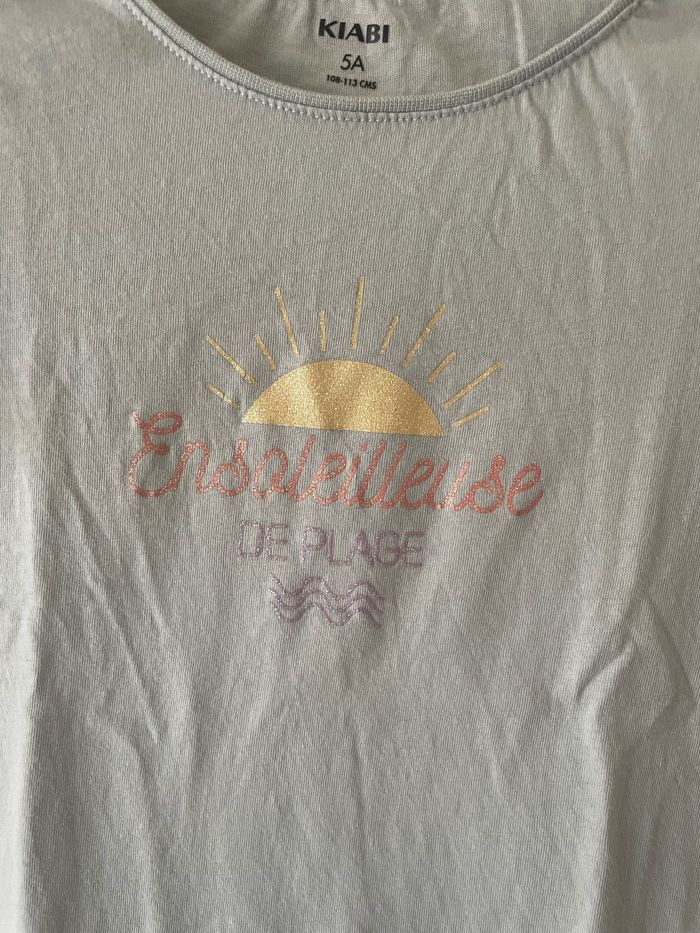 KIABI
5A
108-113 CMS
Ensoleilleuse
DE PLAGE